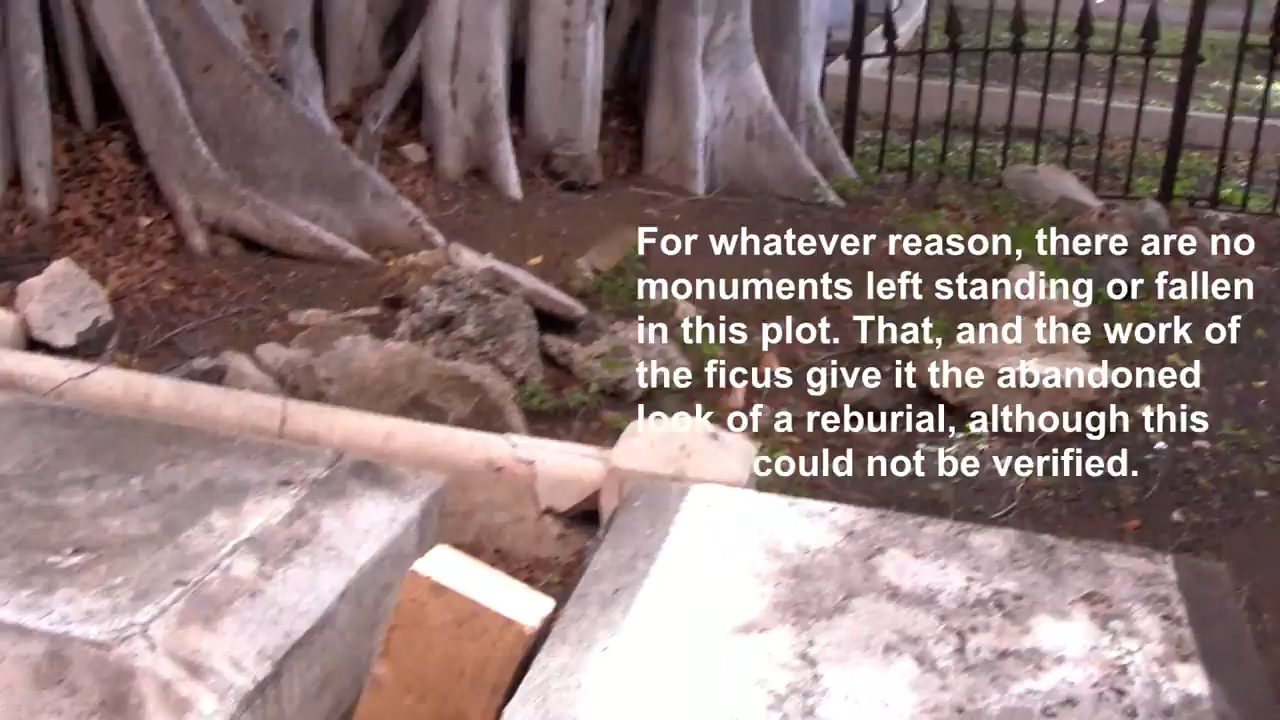 For whatever reason, there are no
monuments left standing or fallen
in this plot. That, and the work of
the ficus give it the abandoned
look of a reburial, although this
could not be verified.